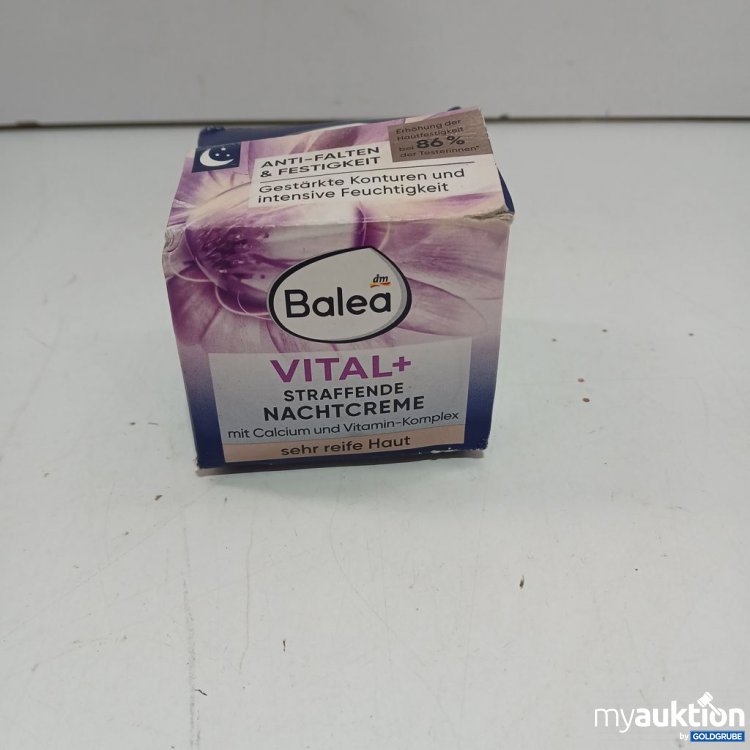 ANTI-FALTEN
& FESTIGKEIT
Gestärkte Konturen und
intensive Feuchtigkeit
Erhöhung der
Hautfestigkeit
bei 86%
der Testerinnen*
dm
Balea
VITAL+
STRAFFENDE
NACHTCREME
mit Calcium und Vitamin-Komplex
sehr reife Haut
myauktion
by GOLDGRUBE